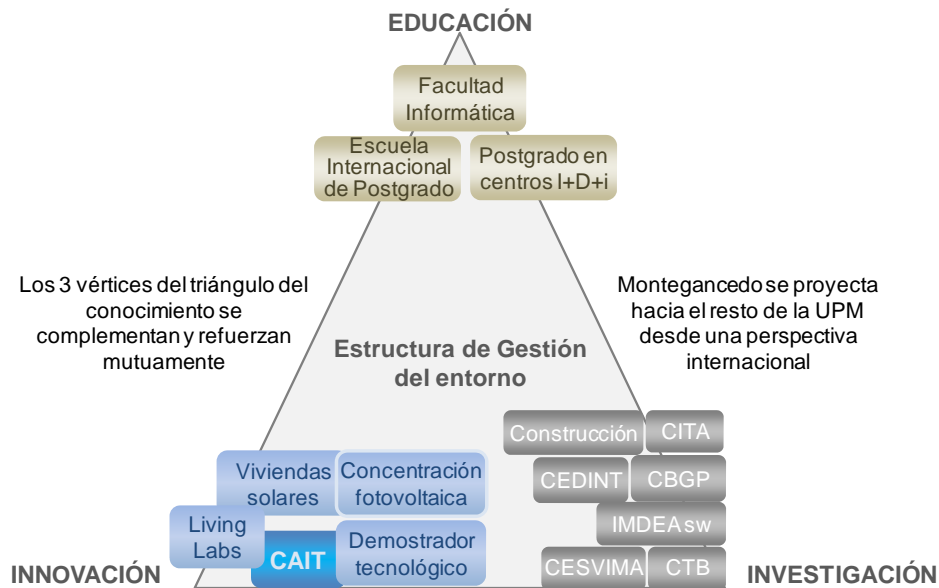 EDUCACIÓN
Facultad
Informática
Escuela
Internacional
de Postgrado
Postgrado en
centros I+D+i
Los 3 vértices del triángulo del
conocimiento se
complementan y refuerzan
mutuamente
Montegancedo se proyecta
hacia el resto de la UPM
desde una perspectiva
internacional
Estructura de Gestión
del entorno
Construcción
CITA
Viviendas
solares
Concentración
fotovoltaica
CEDINT
CBGP
Living
Labs
CAIT
Demostrador
tecnológico
IMDEA sw
CESVIMA
CTB
INNOVACIÓN
INVESTIGACIÓN